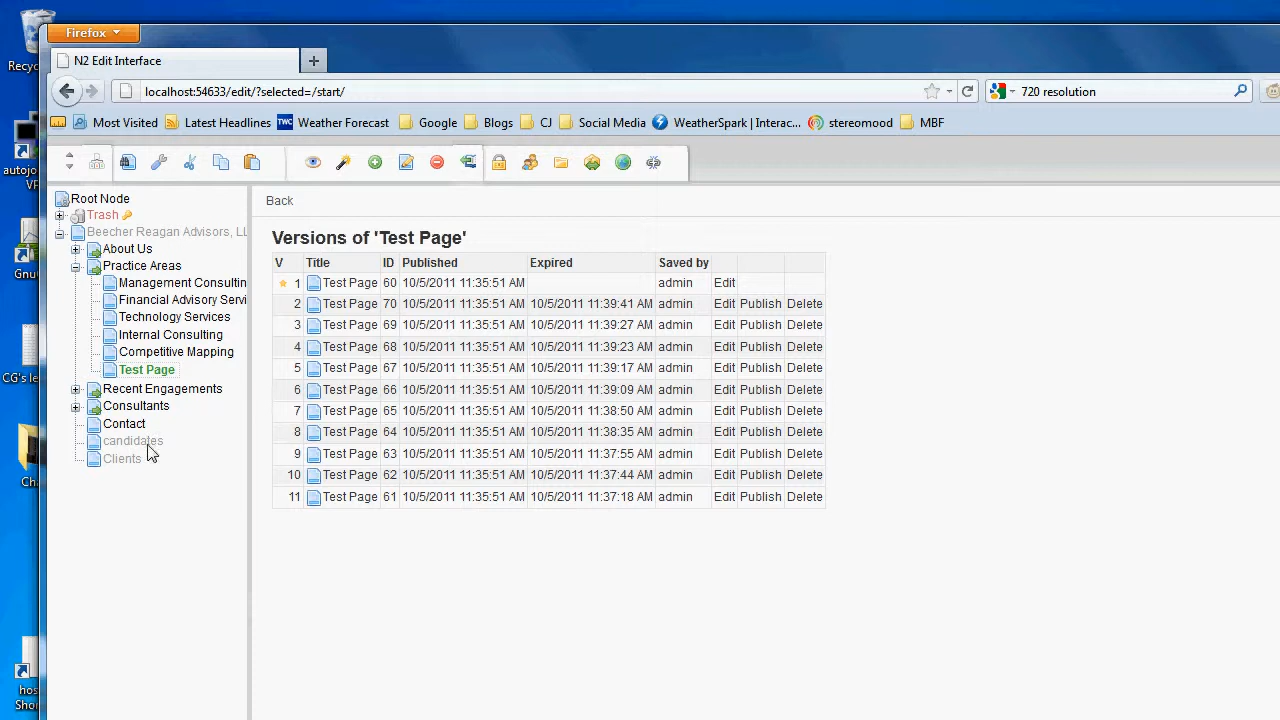 Firefox
Recyc
N2 Edit Interface
localhost:54633/edit/?selected=/start/
720 resolution
Most Visited Latest Headlines TWC Weather Forecast Google Blogs CJ Social Media WeatherSpark | Interac... stereomood MBF
autojo
VP
Root Node
Trash
Beecher Reagan Advisors, LL
About Us
Practice Areas
Management Consultin
Financial Advisory Servi
Technology Services
Internal Consulting
Competitive Mapping
Test Page
Recent Engagements
Consultants
Contact
candidates
Clients
Gnu
CG's le
Ch
hos
Shor
Back
Versions of 'Test Page'
V Title ID Published Expired Saved by
1 Test Page 60 10/5/2011 11:35:51 AM admin Edit
2 Test Page 70 10/5/2011 11:35:51 AM 10/5/2011 11:39:41 AM admin Edit Publish Delete
3 Test Page 69 10/5/2011 11:35:51 AM 10/5/2011 11:39:27 AM admin Edit Publish Delete
4 Test Page 68 10/5/2011 11:35:51 AM 10/5/2011 11:39:23 AM admin Edit Publish Delete
5 Test Page 67 10/5/2011 11:35:51 AM 10/5/2011 11:39:17 AM admin Edit Publish Delete
6 Test Page 66 10/5/2011 11:35:51 AM 10/5/2011 11:39:09 AM admin Edit Publish Delete
7 Test Page 65 10/5/2011 11:35:51 AM 10/5/2011 11:38:50 AM admin Edit Publish Delete
8 Test Page 64 10/5/2011 11:35:51 AM 10/5/2011 11:38:35 AM admin Edit Publish Delete
9 Test Page 63 10/5/2011 11:35:51 AM 10/5/2011 11:37:55 AM admin Edit Publish Delete
10 Test Page 62 10/5/2011 11:35:51 AM 10/5/2011 11:37:44 AM admin Edit Publish Delete
11 Test Page 61 10/5/2011 11:35:51 AM 10/5/2011 11:37:18 AM admin Edit Publish Delete